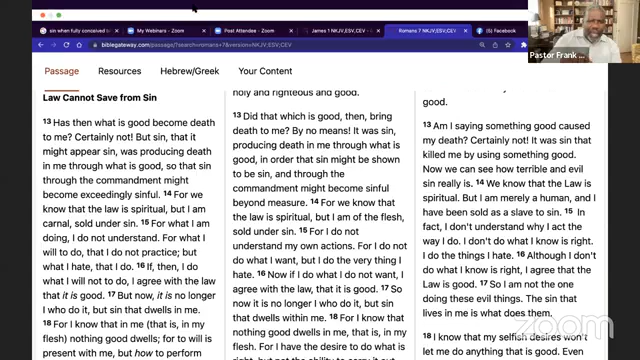 sin when fully conceived b
My Webinars - Zoom
Post Attendee - Zoom
James 1 NKJV,ESV,CEV
Romans 7 NKJV,ESV,CEV
(5) Facebook
biblegateway.com/passage/?search=romans+7&version=NKJV,ESV,CEV
Pastor Frank
Passage
Resources
Hebrew/Greek
Your Content
Law Cannot Save from Sin
13 Has then what is good become death
to me? Certainly not! But sin, that it
might appear sin, was producing death
in me through what is good, so that sin
through the commandment might
become exceedingly sinful. 14 For we
know that the law is spiritual, but I am
carnal, sold under sin. 15 For what I am
doing, I do not understand. For what I
will to do, that I do not practice; but
what I hate, that I do. 16 If, then, I do
what I will not to do, I agree with the law
that it is good. 17 But now, it is no longer
I who do it, but sin that dwells in me.
18 For I know that in me (that is, in my
flesh) nothing good dwells; for to will is
present with me, but how to perform
holy and righteous and good.
13 Did that which is good, then, bring
death to me? By no means! It was sin,
producing death in me through what is
good, in order that sin might be shown
to be sin, and through the
commandment might become sinful
beyond measure. 14 For we know that
the law is spiritual, but I am of the flesh,
sold under sin. 15 For I do not
understand my own actions. For I do not
do what I want, but I do the very thing I
hate. 16 Now if I do what I do not want, I
agree with the law, that it is good. 17 So
now it is no longer I who do it, but sin
that dwells within me. 18 For I know that
nothing good dwells in me, that is, in my
flesh. For I have the desire to do what is
right, but not the ability to carry it out
good.
13 Am I saying something good caused
my death? Certainly not! It was sin that
killed me by using something good.
Now we can see how terrible and evil
sin really is. 14 We know that the Law is
spiritual. But I am merely a human, and I
have been sold as a slave to sin. 15 In
fact, I don't understand why I act the
way I do. I don't do what I know is right.
I do the things I hate. 16 Although I don't
do what I know is right, I agree that the
Law is good. 17 So I am not the one
doing these evil things. The sin that
lives in me is what does them.
18 I know that my selfish desires won't
let me do anything that is good. Even
zoom